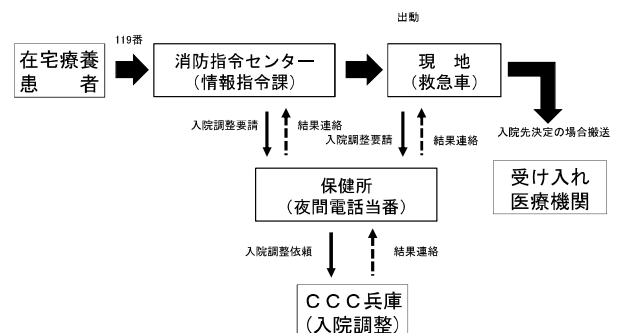 出動
119番
在宅療養
患　者
消防指令センター
（情報指令課）
現　地
（救急車）
入院調整要請
結果連絡
入院調整要請
結果連絡
入院先決定の場合搬送
保健所
（夜間電話当番）
受け入れ
医療機関
入院調整依頼
結果連絡
ＣＣＣ兵庫
（入院調整）